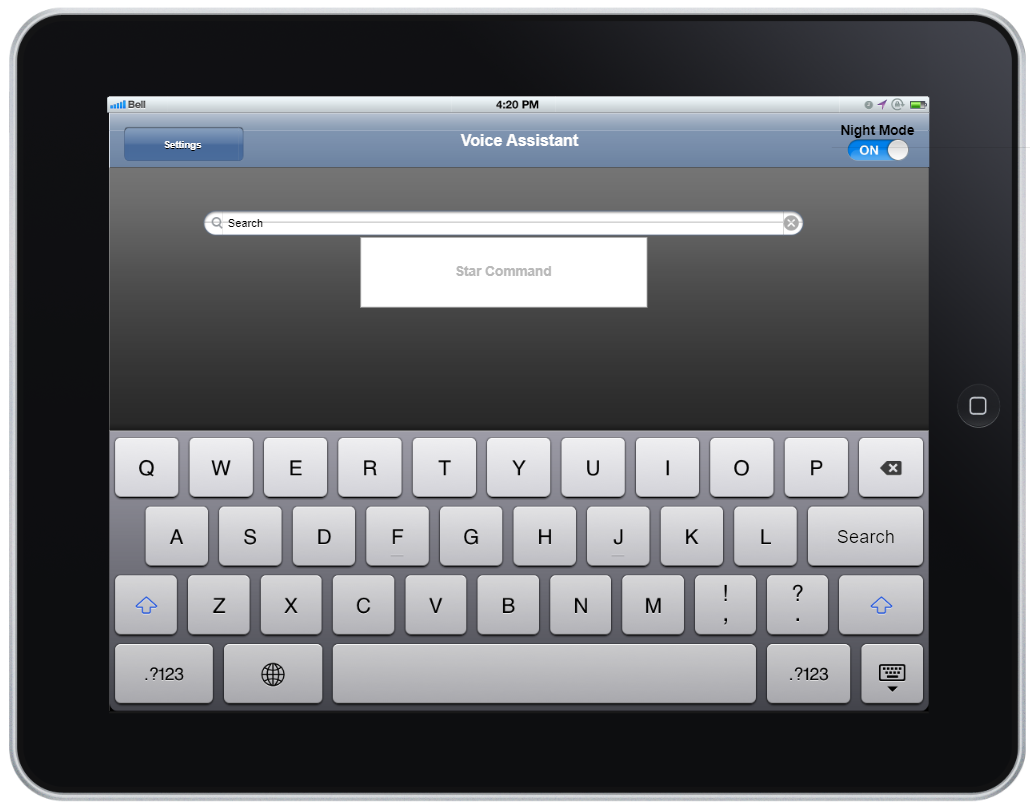 Bell 4:20 PM
Settings Voice Assistant Night Mode
ON
Search
Star Command
Q W E R T Y U I O P
A S D F G H J K L Search
Z X C V B N M ! , ? .
.?123 .?123